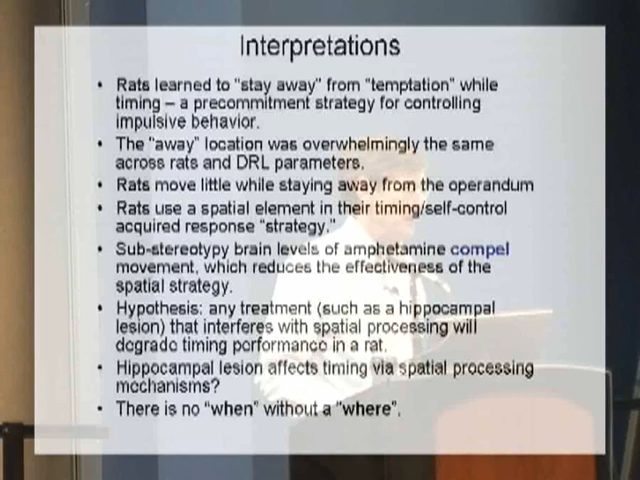 Interpretations
• Rats learned to "stay away" from "temptation" while
timing – a precommitment strategy for controlling
impulsive behavior.
• The "away" location was overwhelmingly the same
across rats and DRL parameters.
• Rats move little while staying away from the operandum
• Rats use a spatial element in their timing/self-control
acquired response "strategy."
• Sub-stereotypy brain levels of amphetamine compel
movement, which reduces the effectiveness of the
spatial strategy.
• Hypothesis: any treatment (such as a hippocampal
lesion) that interferes with spatial processing will
degrade timing performance in a rat.
• Hippocampal lesion affects timing via spatial processing
mechanisms?
• There is no "when" without a "where".